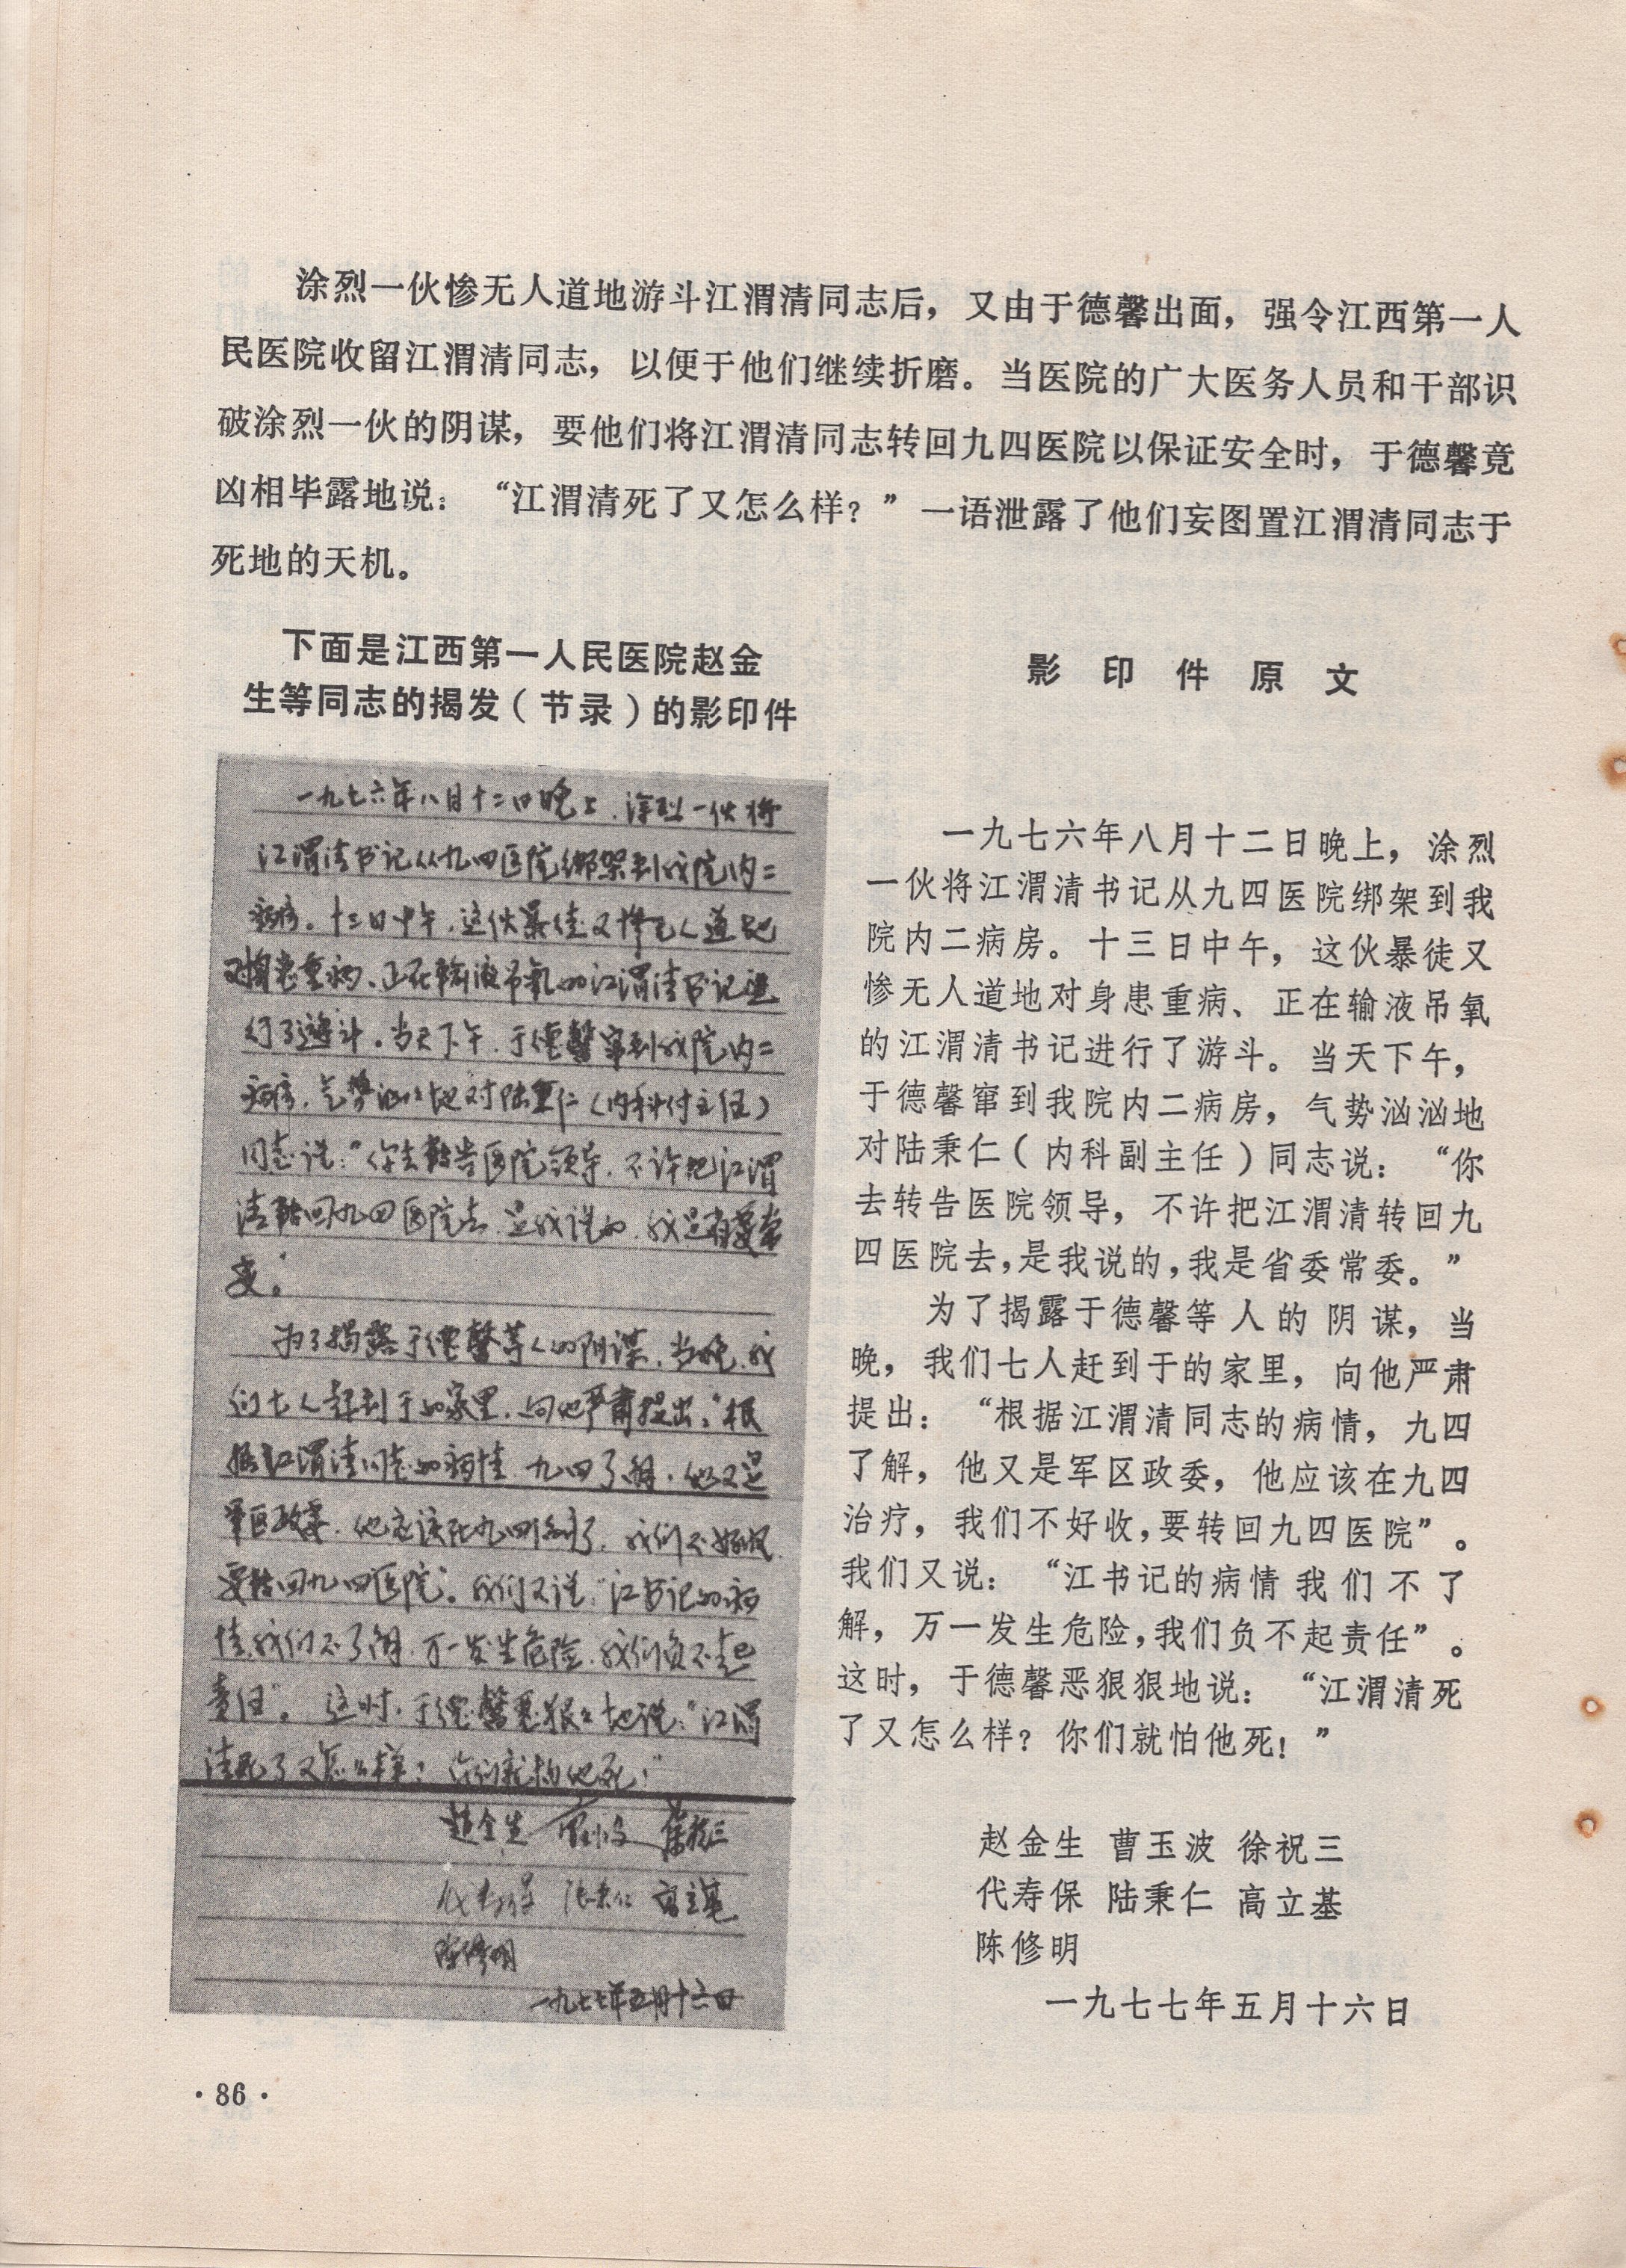 涂烈一伙惨无人道地游斗江渭清同志后，又由于德馨出面，强令江西第一人
民医院收留江渭清同志，以便于他们继续折磨。当医院的广大医务人员和干部识
破涂烈一伙的阴谋，要他们将江渭清同志转回九四医院以保证安全时，于德馨竟
凶相毕露地说：“江渭清死了又怎么样？”一语泄露了他们妄图置江渭清同志于
死地的天机。
下面是江西第一人民医院赵金
生等同志的揭发（节录）的影印件
一九七六年八月十二日晚上，涂烈一伙将
江渭清书记从九四医院绑架到我院内二
病房。十三日中午，这伙暴徒又惨无人道地
对身患重病、正在输液吊氧的江渭清书记进
行了游斗。当天下午，于德馨窜到我院内二
病房，气势汹汹地对陆秉仁（内科付主任）
同志说：“你去转告医院领导，不许把江渭
清转回九四医院去，是我说的，我是省委常
委。”
为了揭露于德馨等人的阴谋，当晚，我
们七人赶到于的家里，向他严肃提出：“根
据江渭清同志的病情，九四了解，他又是
军区政委，他应该在九四治疗，我们不好收，
要转回九四医院”。我们又说：“江书记的病
情我们不了解，万一发生危险，我们负不起
责任”。这时，于德馨恶狠狠地说：“江渭
清死了又怎么样？你们就怕他死！”
赵金生 曹玉波 徐祝三
代寿保 陆秉仁 高立基
陈修明
一九七七年五月十六日
影印件原文
一九七六年八月十二日晚上，涂烈
一伙将江渭清书记从九四医院绑架到我
院内二病房。十三日中午，这伙暴徒又
惨无人道地对身患重病、正在输液吊氧
的江渭清书记进行了游斗。当天下午，
于德馨窜到我院内二病房，气势汹汹地
对陆秉仁（内科副主任）同志说：“你
去转告医院领导，不许把江渭清转回九
四医院去，是我说的，我是省委常委。”
为了揭露于德馨等人的阴谋，当
晚，我们七人赶到于的家里，向他严肃
提出：“根据江渭清同志的病情，九四
了解，他又是军区政委，他应该在九四
治疗，我们不好收，要转回九四医院”。
我们又说：“江书记的病情我们不了
解，万一发生危险，我们负不起责任”。
这时，于德馨恶狠狠地说：“江渭清死
了又怎么样？你们就怕他死！”
赵金生 曹玉波 徐祝三
代寿保 陆秉仁 高立基
陈修明
一九七七年五月十六日
·86·